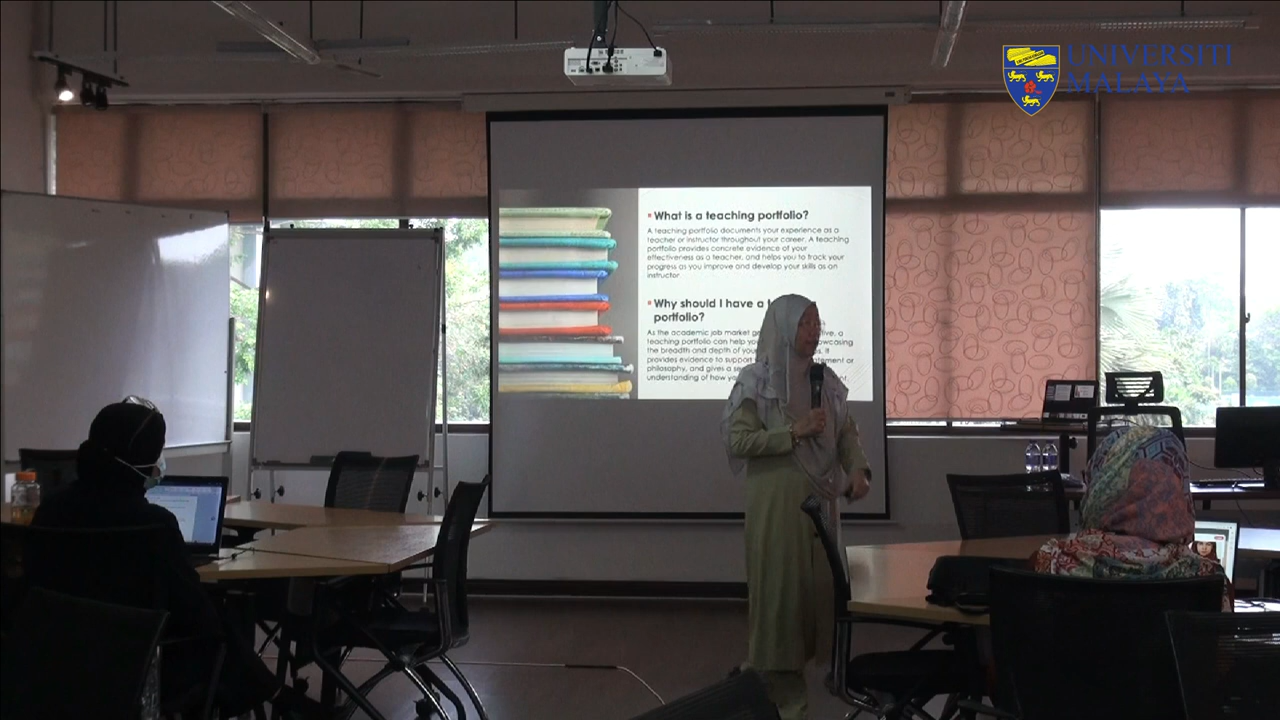 UNIVERSITI
MALAYA
What is a teaching portfolio?
A teaching portfolio documents your experience as a
teacher or instructor throughout your career. A teaching
portfolio provides concrete evidence of your
effectiveness as a teacher, and helps you to track your
progress as you improve and develop your skills as an
instructor.
Why should I have a
portfolio?
As the academic job market
teaching portfolio can help
the breadth and depth of
provides evidence to support
philosophy, and gives a
understanding of how